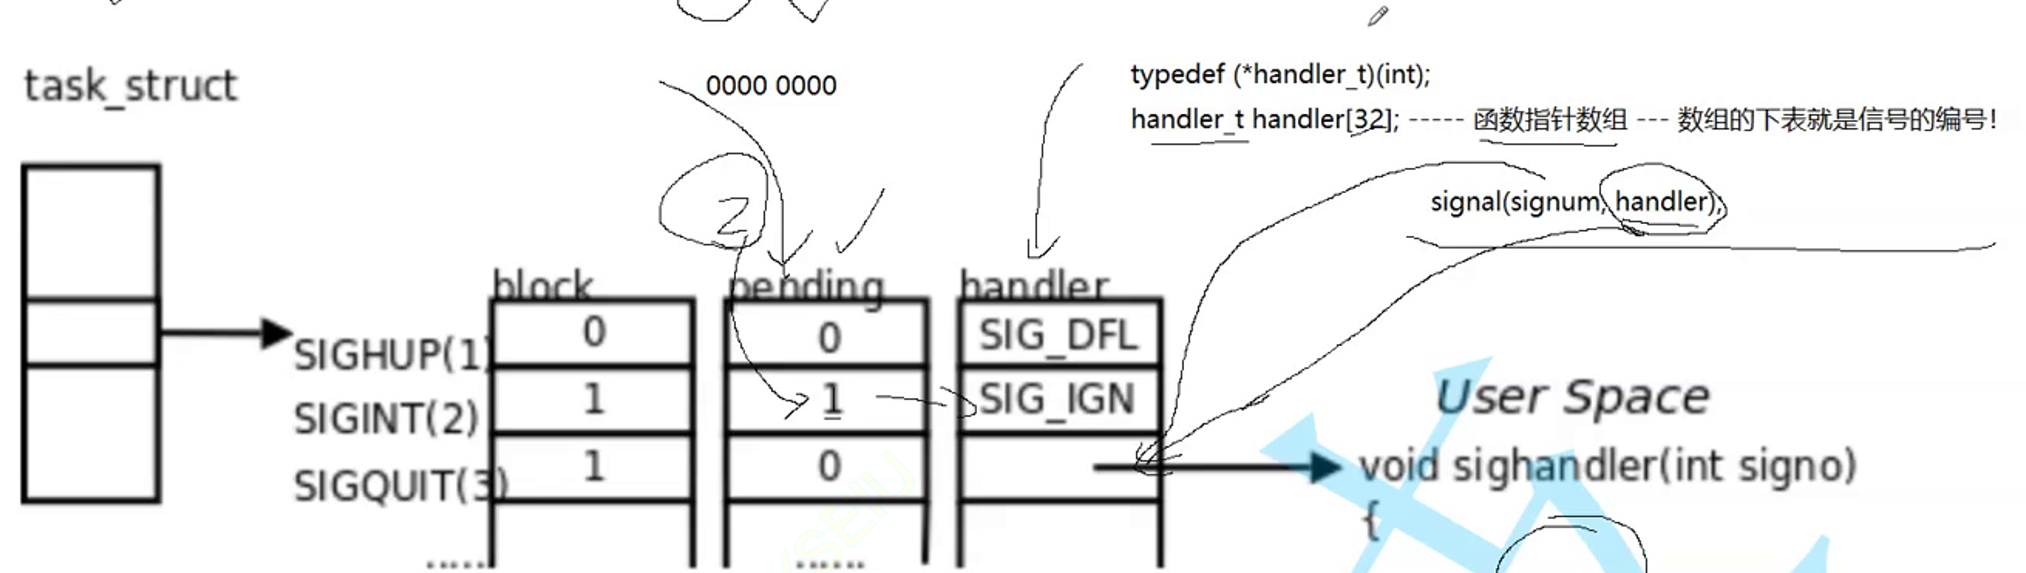 task_struct
0000 0000
typedef (*handler_t)(int);
handler_t handler[32]; ----- 函数指针数组 --- 数组的下表就是信号的编号!
2
signal(signum, handler);
block pending handler
SIGHUP(1) 0 0 SIG_DFL
SIGINT(2) 1 1 SIG_IGN
SIGQUIT(3) 1 0
User Space
void sighandler(int signo)
{
...... ......